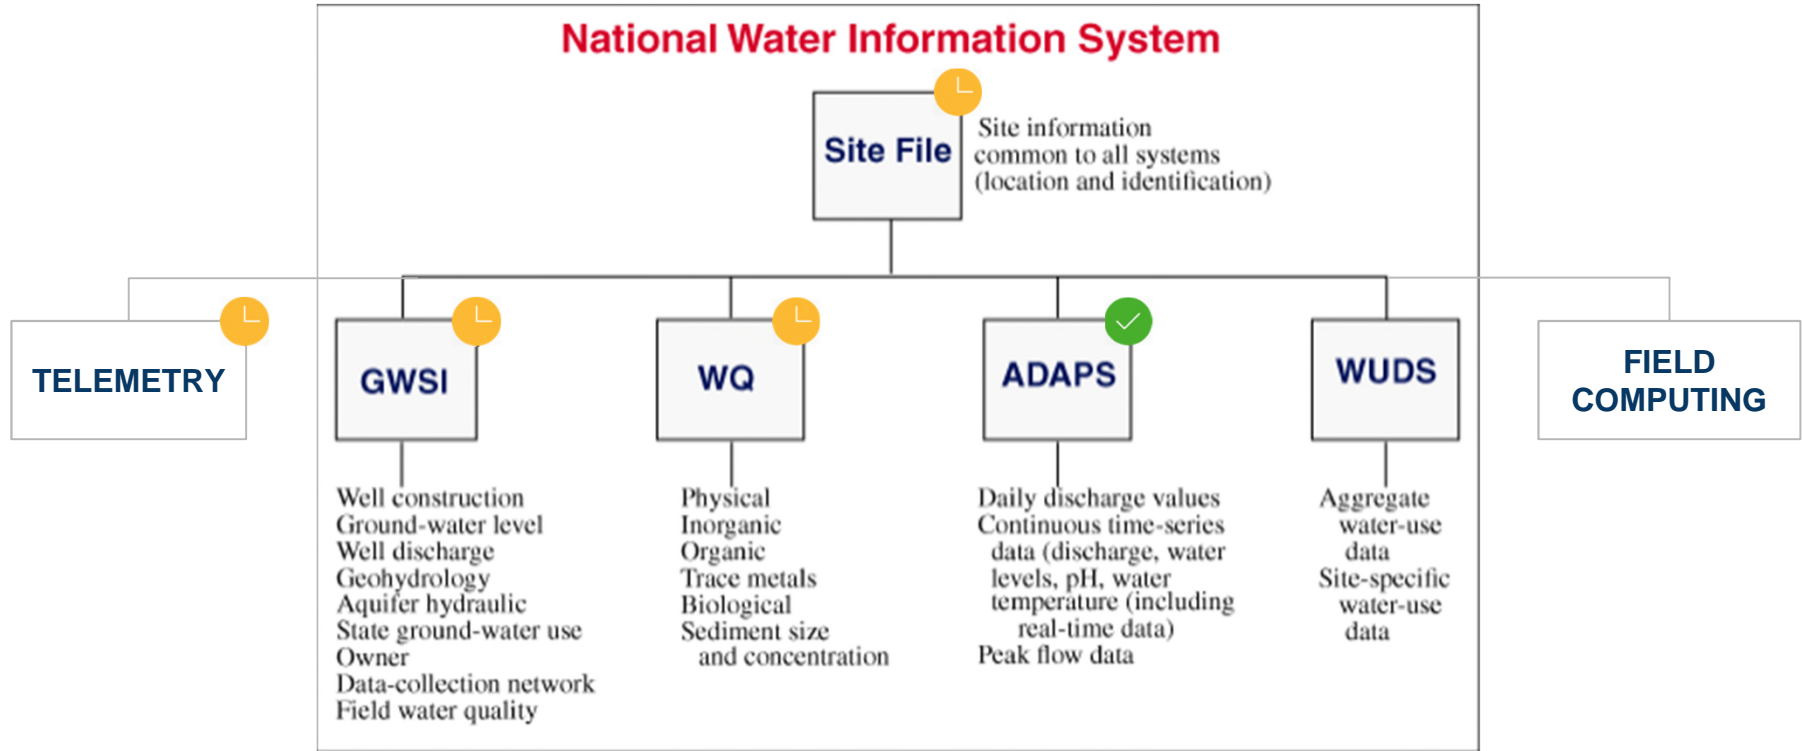 National Water Information System
Site File
Site information
common to all systems
(location and identification)
TELEMETRY
GWSI
WQ
ADAPS
WUDS
FIELD
COMPUTING
Well construction
Ground-water level
Well discharge
Geohydrology
Aquifer hydraulic
State ground-water use
Owner
Data-collection network
Field water quality
Physical
Inorganic
Organic
Trace metals
Biological
Sediment size
and concentration
Daily discharge values
Continuous time-series
data (discharge, water
levels, pH, water
temperature (including
real-time data)
Peak flow data
Aggregate
water-use
data
Site-specific
water-use
data